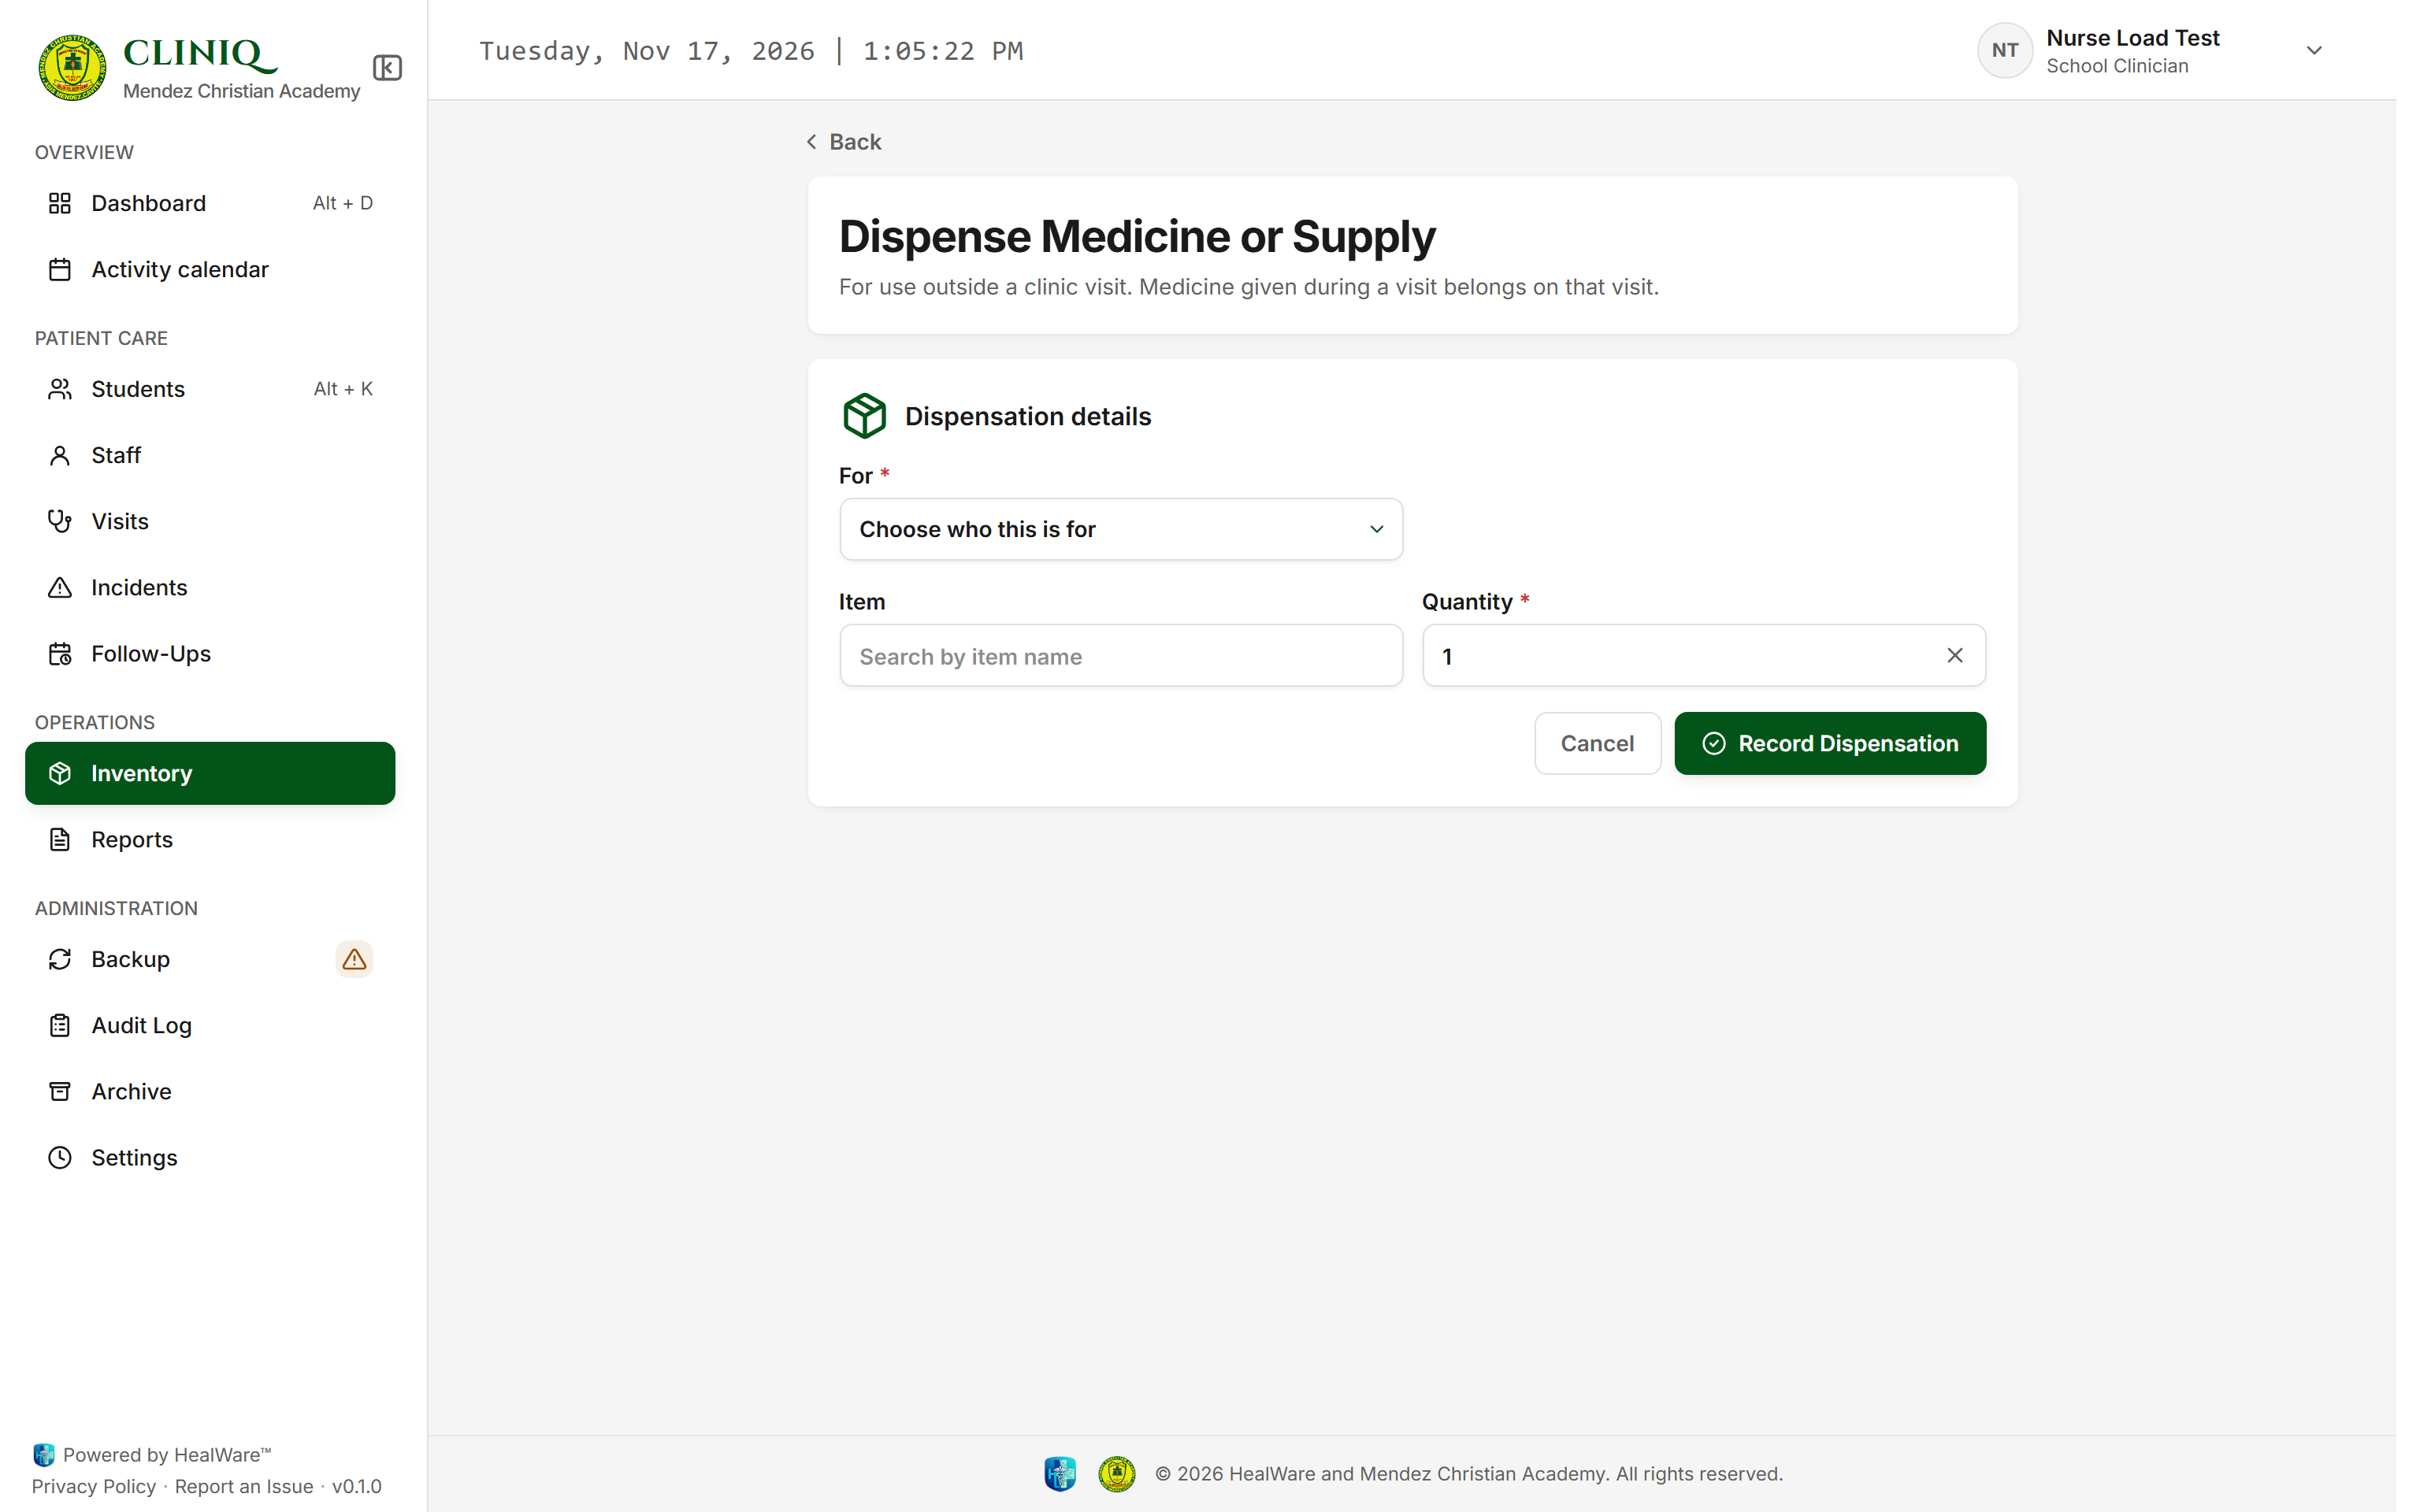 CLINIQ
Mendez Christian Academy
OVERVIEW
Dashboard Alt + D
Activity calendar
PATIENT CARE
Students Alt + K
Staff
Visits
Incidents
Follow-Ups
OPERATIONS
Inventory
Reports
ADMINISTRATION
Backup
Audit Log
Archive
Settings
Powered by HealWare™
Privacy Policy · Report an Issue · v0.1.0
Tuesday, Nov 17, 2026 | 1:05:22 PM
NT
Nurse Load Test
School Clinician
Back
Dispense Medicine or Supply
For use outside a clinic visit. Medicine given during a visit belongs on that visit.
Dispensation details
For *
Choose who this is for
Item
Search by item name
Quantity *
1
Cancel
Record Dispensation
© 2026 HealWare and Mendez Christian Academy. All rights reserved.